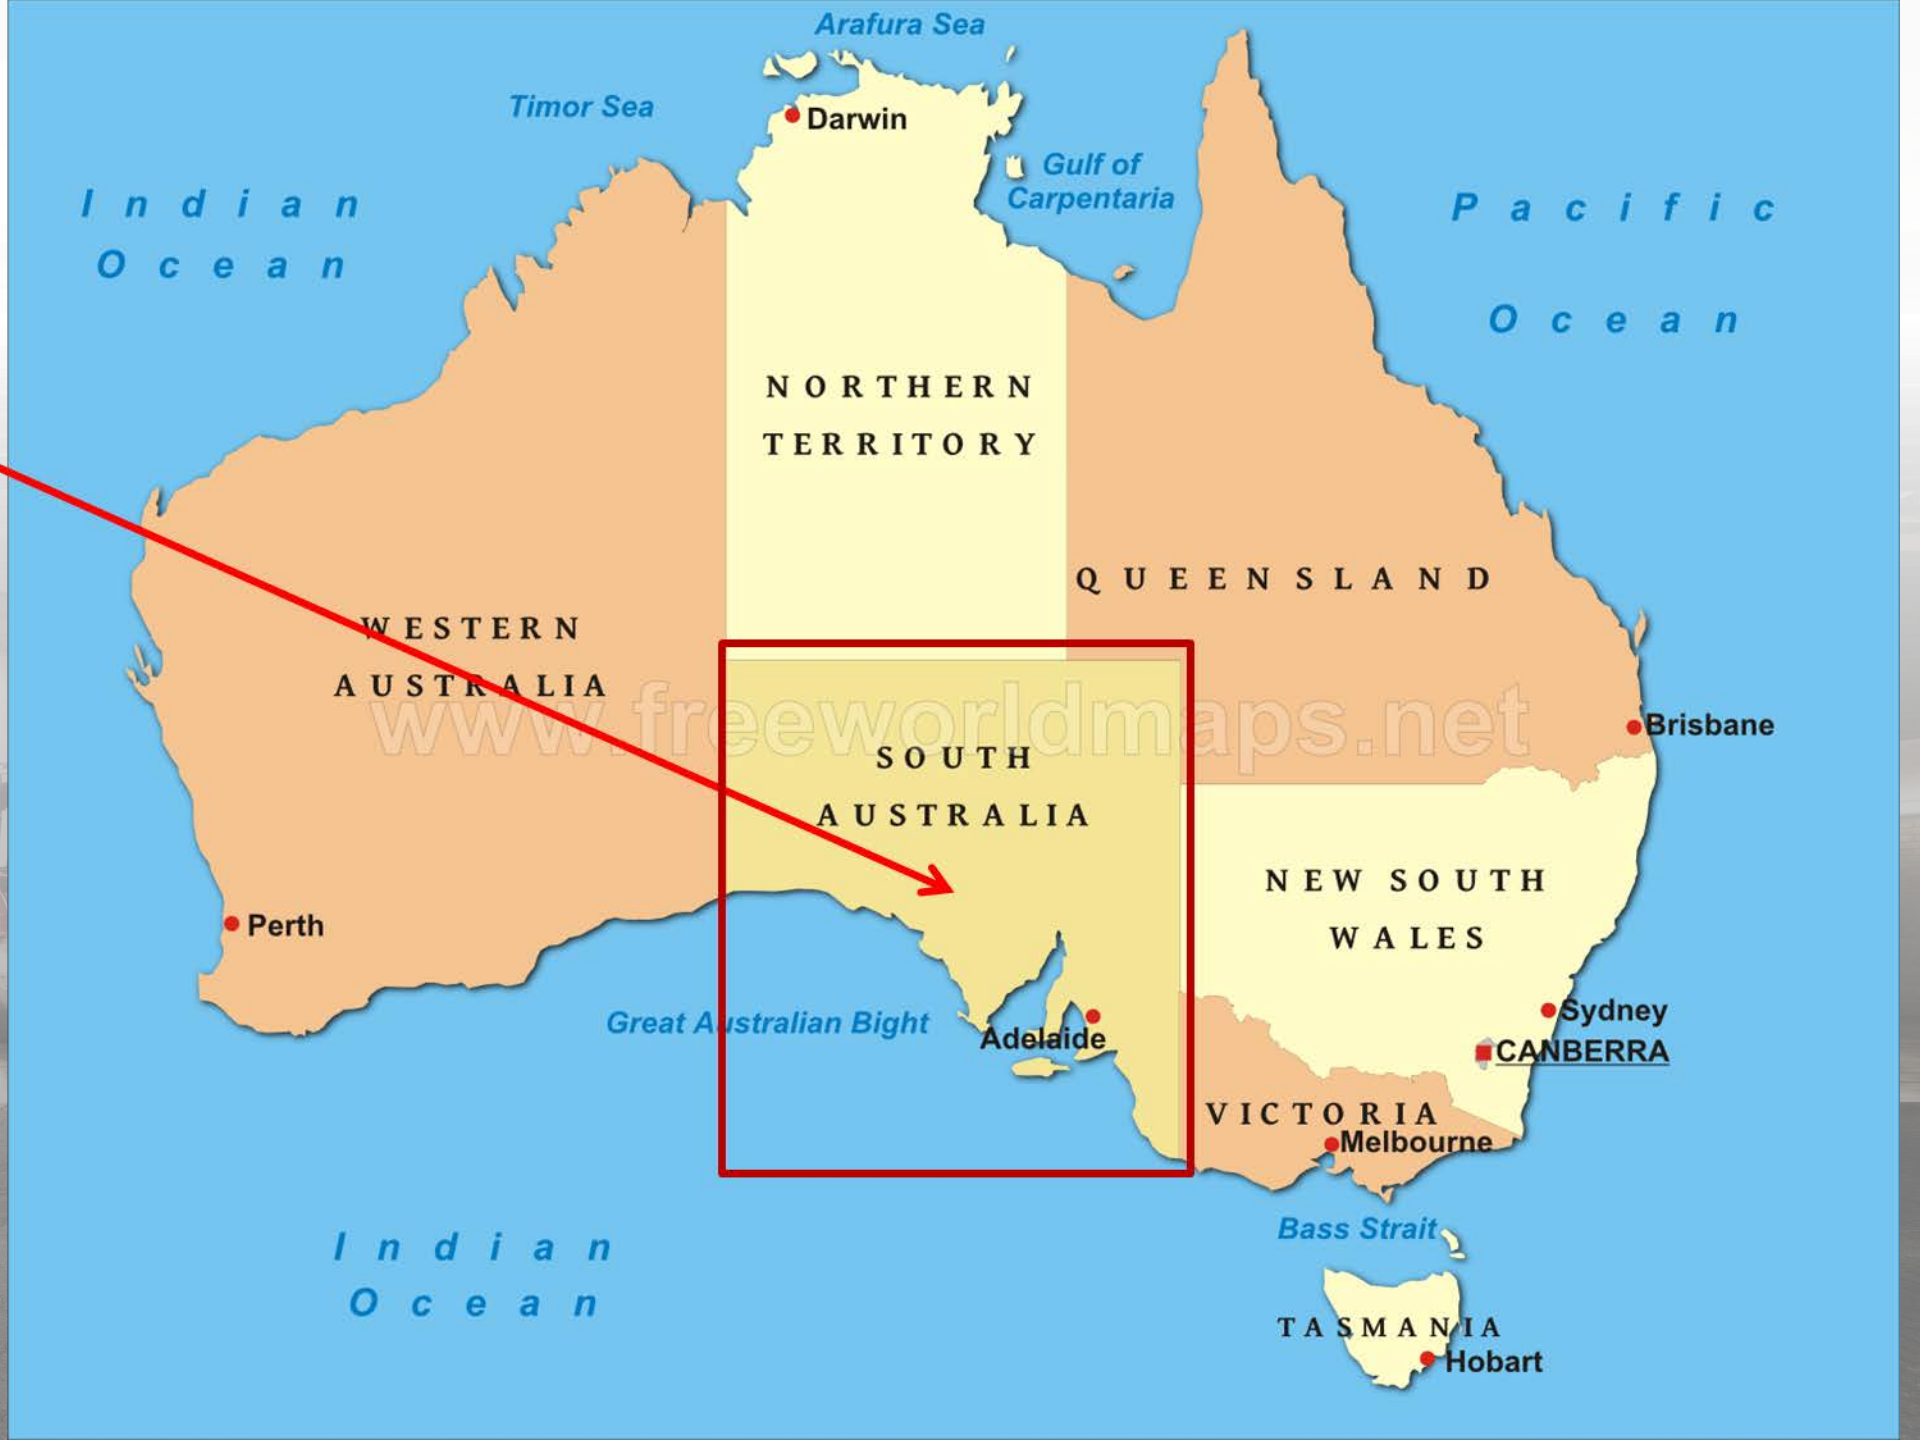 Arafura Sea
Timor Sea
Darwin
Gulf of
Carpentaria
Indian
Ocean
Pacific
Ocean
NORTHERN
TERRITORY
QUEENSLAND
WESTERN
AUSTRALIA
www.freeworldmaps.net
SOUTH
AUSTRALIA
Brisbane
NEW SOUTH
WALES
Perth
Sydney
Great Australian Bight
Adelaide
CANBERRA
VICTORIA
Melbourne
Bass Strait
Indian
Ocean
TASMANIA
Hobart